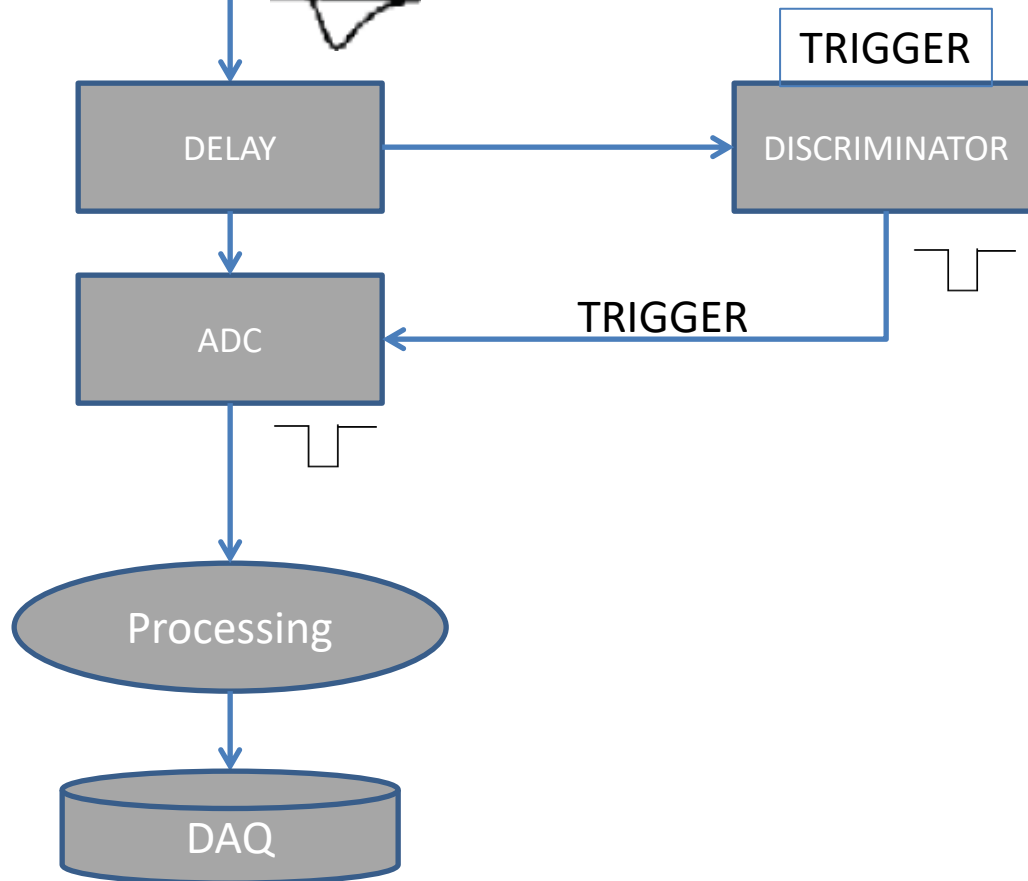 TRIGGER
DELAY
DISCRIMINATOR
TRIGGER
ADC
Processing
DAQ